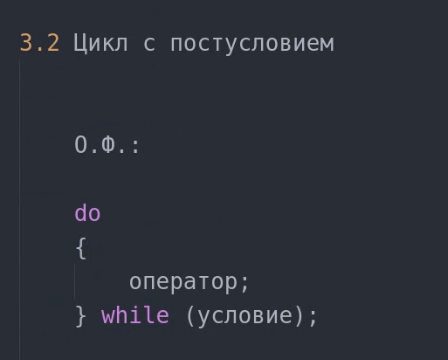 3.2 Цикл с постусловием
О.Ф.:
do
{
оператор;
} while (условие);